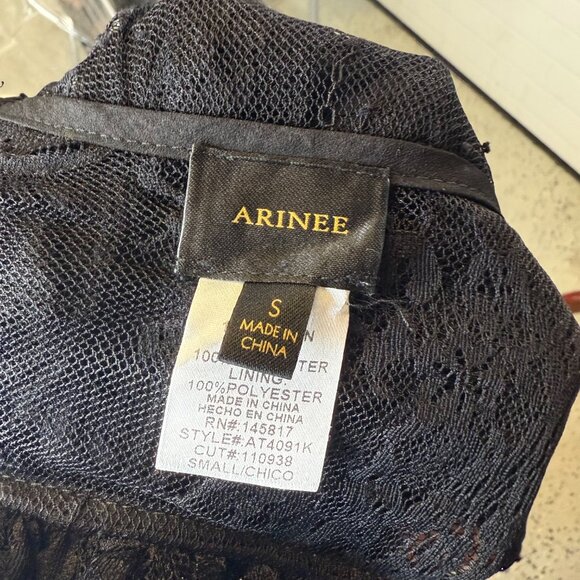 ARINEE
S
MADE IN
CHINA
LINING:
100%POLYESTER
MADE IN CHINA
HECHO EN CHINA
RN#:145817
STYLE#:AT4091K
CUT#:110938
SMALL/CHICO